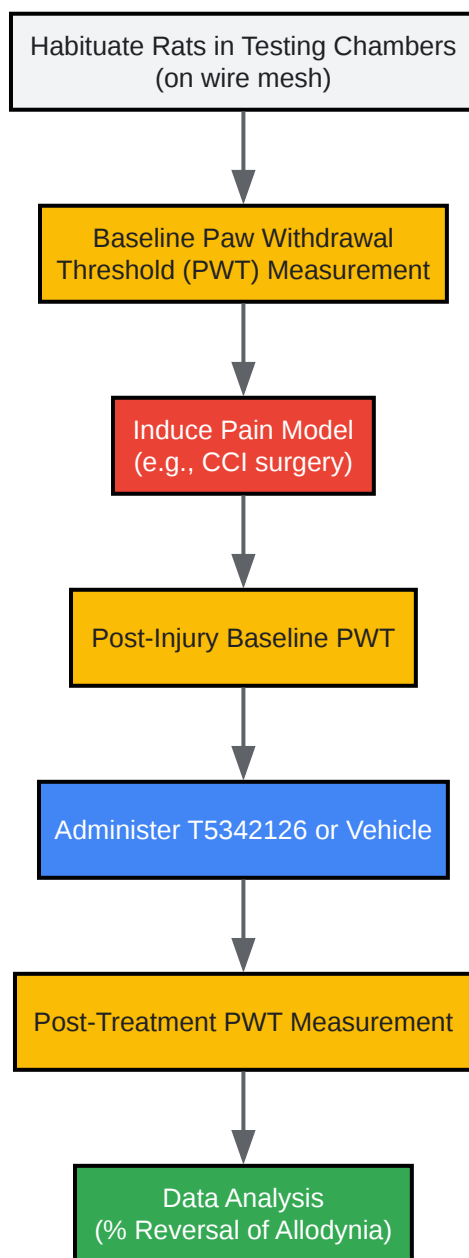 Habituate Rats in Testing Chambers
(on wire mesh)
Baseline Paw Withdrawal
Threshold (PWT) Measurement
Induce Pain Model
(e.g., CCI surgery)
Post-Injury Baseline PWT
Administer T5342126 or Vehicle
Post-Treatment PWT Measurement
Data Analysis
(% Reversal of Allodynia)